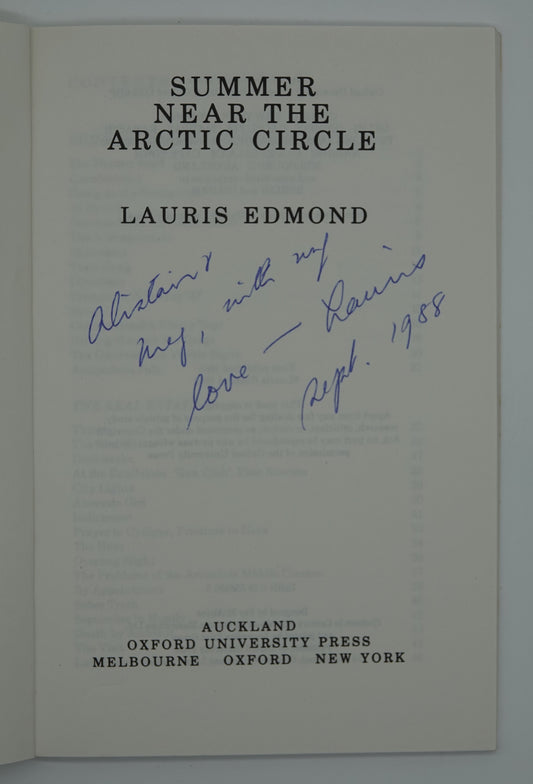 SUMMER
NEAR THE
ARCTIC CIRCLE
LAURIS EDMOND
Alistair &
Meg, with my
love — Lauris
Sept. 1988
AUCKLAND
OXFORD UNIVERSITY PRESS
MELBOURNE OXFORD NEW YORK